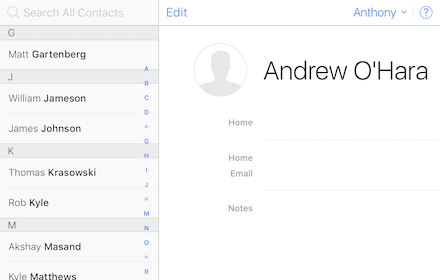 Search All Contacts
G
Matt Gartenberg
J
William Jameson
James Johnson
K
Thomas Krasowski
Rob Kyle
M
Akshay Masand
Kyle Matthews
A
B
C
D
G
H
I
J
M
N
O
R
Edit
Anthony
?
Andrew O'Hara
Home
Home
Email
Notes